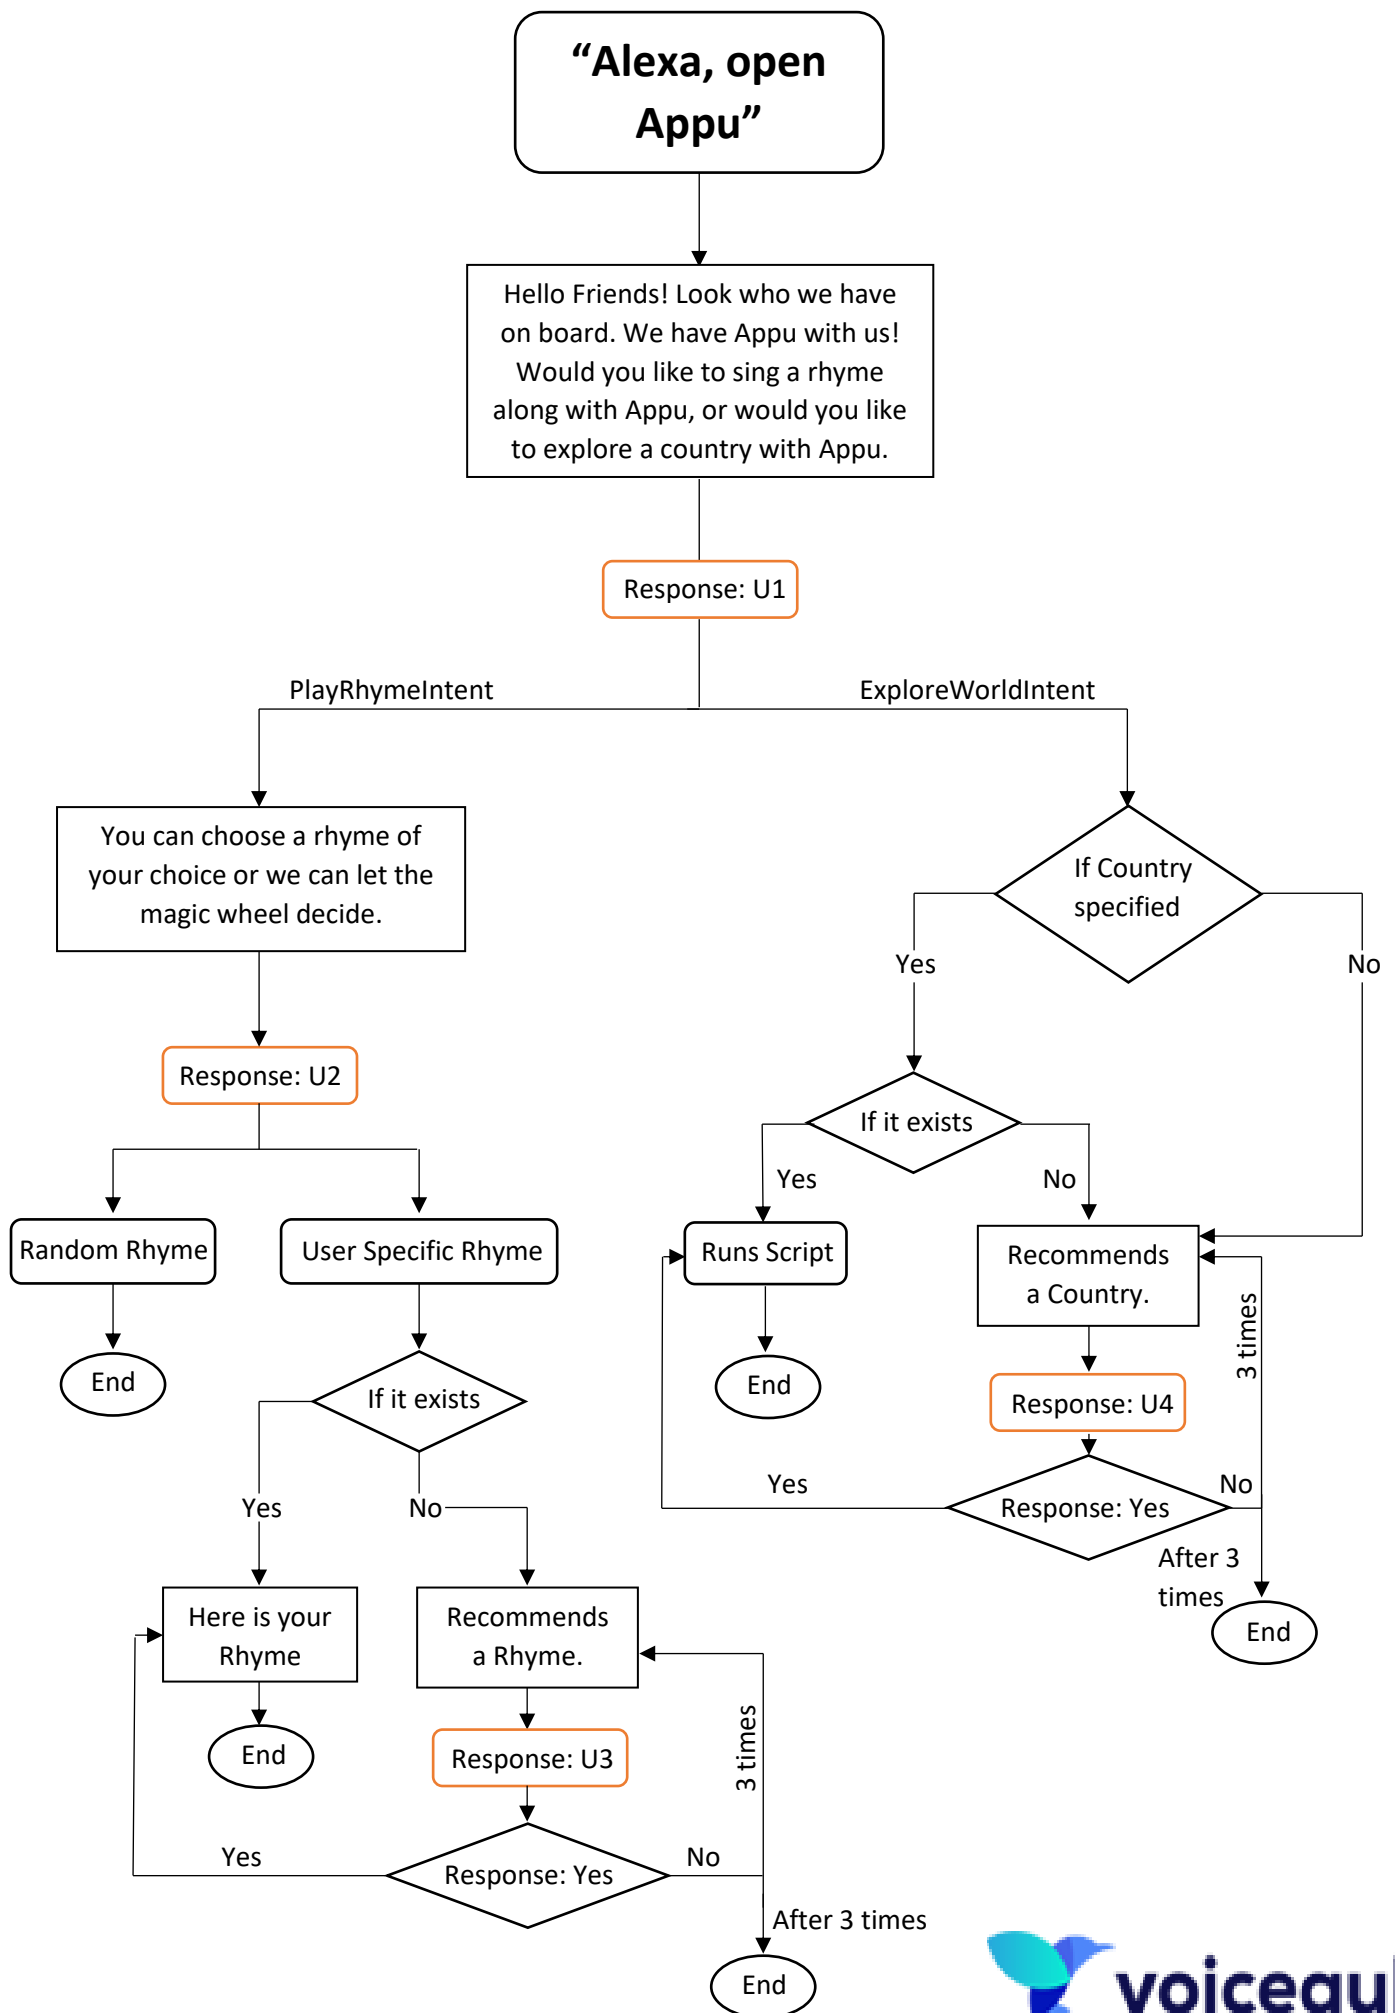 “Alexa, open
Appu”
Hello Friends! Look who we have
on board. We have Appu with us!
Would you like to sing a rhyme
along with Appu, or would you like
to explore a country with Appu.
Response: U1
PlayRhymeIntent
ExploreWorldIntent
You can choose a rhyme of
your choice or we can let the
magic wheel decide.
If Country
specified
Yes
No
Response: U2
If it exists
Yes
No
Random Rhyme
User Specific Rhyme
Runs Script
Recommends
a Country.
3 times
End
If it exists
End
Response: U4
Yes
No
Yes
Response: Yes
No
After 3
times
End
Here is your
Rhyme
Recommends
a Rhyme.
3 times
End
Response: U3
Yes
Response: Yes
No
After 3 times
End